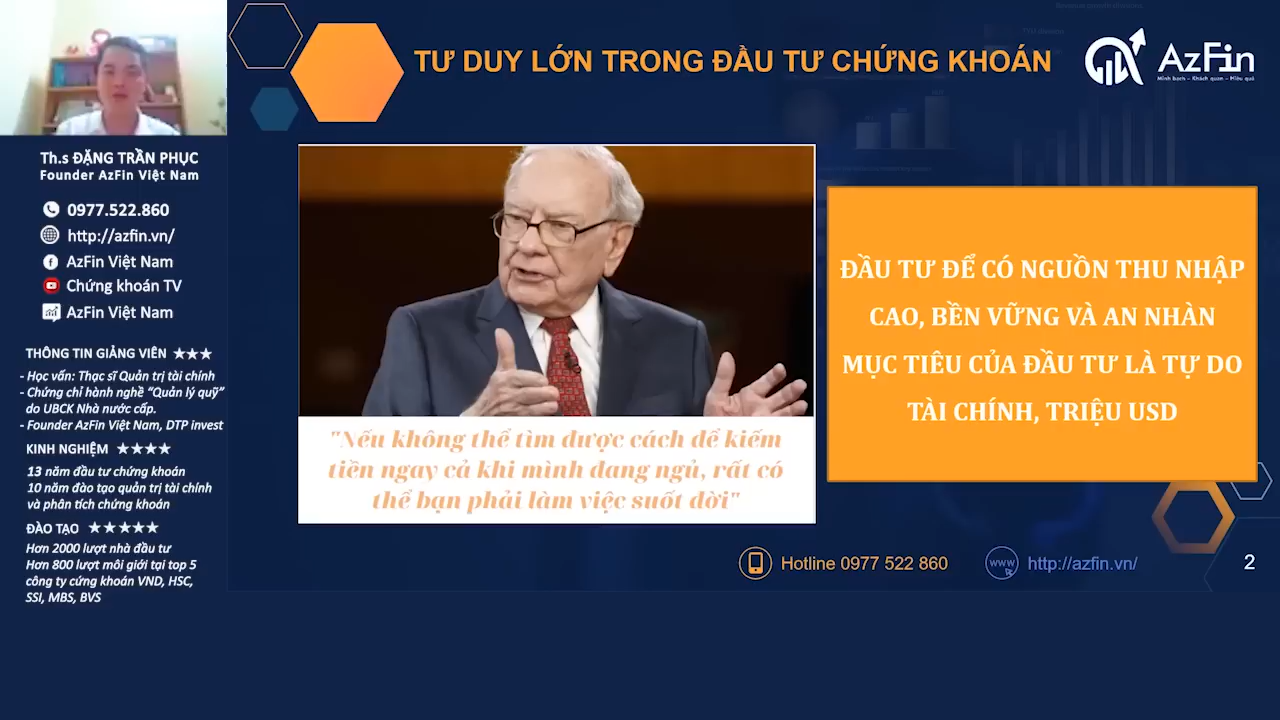 TƯ DUY LỚN TRONG ĐẦU TƯ CHỨNG KHOÁN
AzFin
Minh bạch – Khách quan – Hiệu quả
Th.s ĐẶNG TRẦN PHỤC
Founder AzFin Việt Nam
0977.522.860
http://azfin.vn/
AzFin Việt Nam
Chứng khoán TV
AzFin Việt Nam
THÔNG TIN GIẢNG VIÊN ★★★
- Học vấn: Thạc sĩ Quản trị tài chính
- Chứng chỉ hành nghề “Quản lý quỹ”
do UBCK Nhà nước cấp.
- Founder AzFin Việt Nam, DTP invest
KINH NGHIỆM ★★★★
13 năm đầu tư chứng khoán
10 năm đào tạo quản trị tài chính
và phân tích chứng khoán
ĐÀO TẠO ★★★★★
Hơn 2000 lượt nhà đầu tư
Hơn 800 lượt môi giới tại top 5
công ty cứng khoán VND, HSC,
SSI, MBS, BVS
"Nếu không thể tìm được cách để kiếm
tiền ngay cả khi mình đang ngủ, rất có
thể bạn phải làm việc suốt đời"
ĐẦU TƯ ĐỂ CÓ NGUỒN THU NHẬP
CAO, BỀN VỮNG VÀ AN NHÀN
MỤC TIÊU CỦA ĐẦU TƯ LÀ TỰ DO
TÀI CHÍNH, TRIỆU USD
Hotline 0977 522 860
www
http://azfin.vn/
2